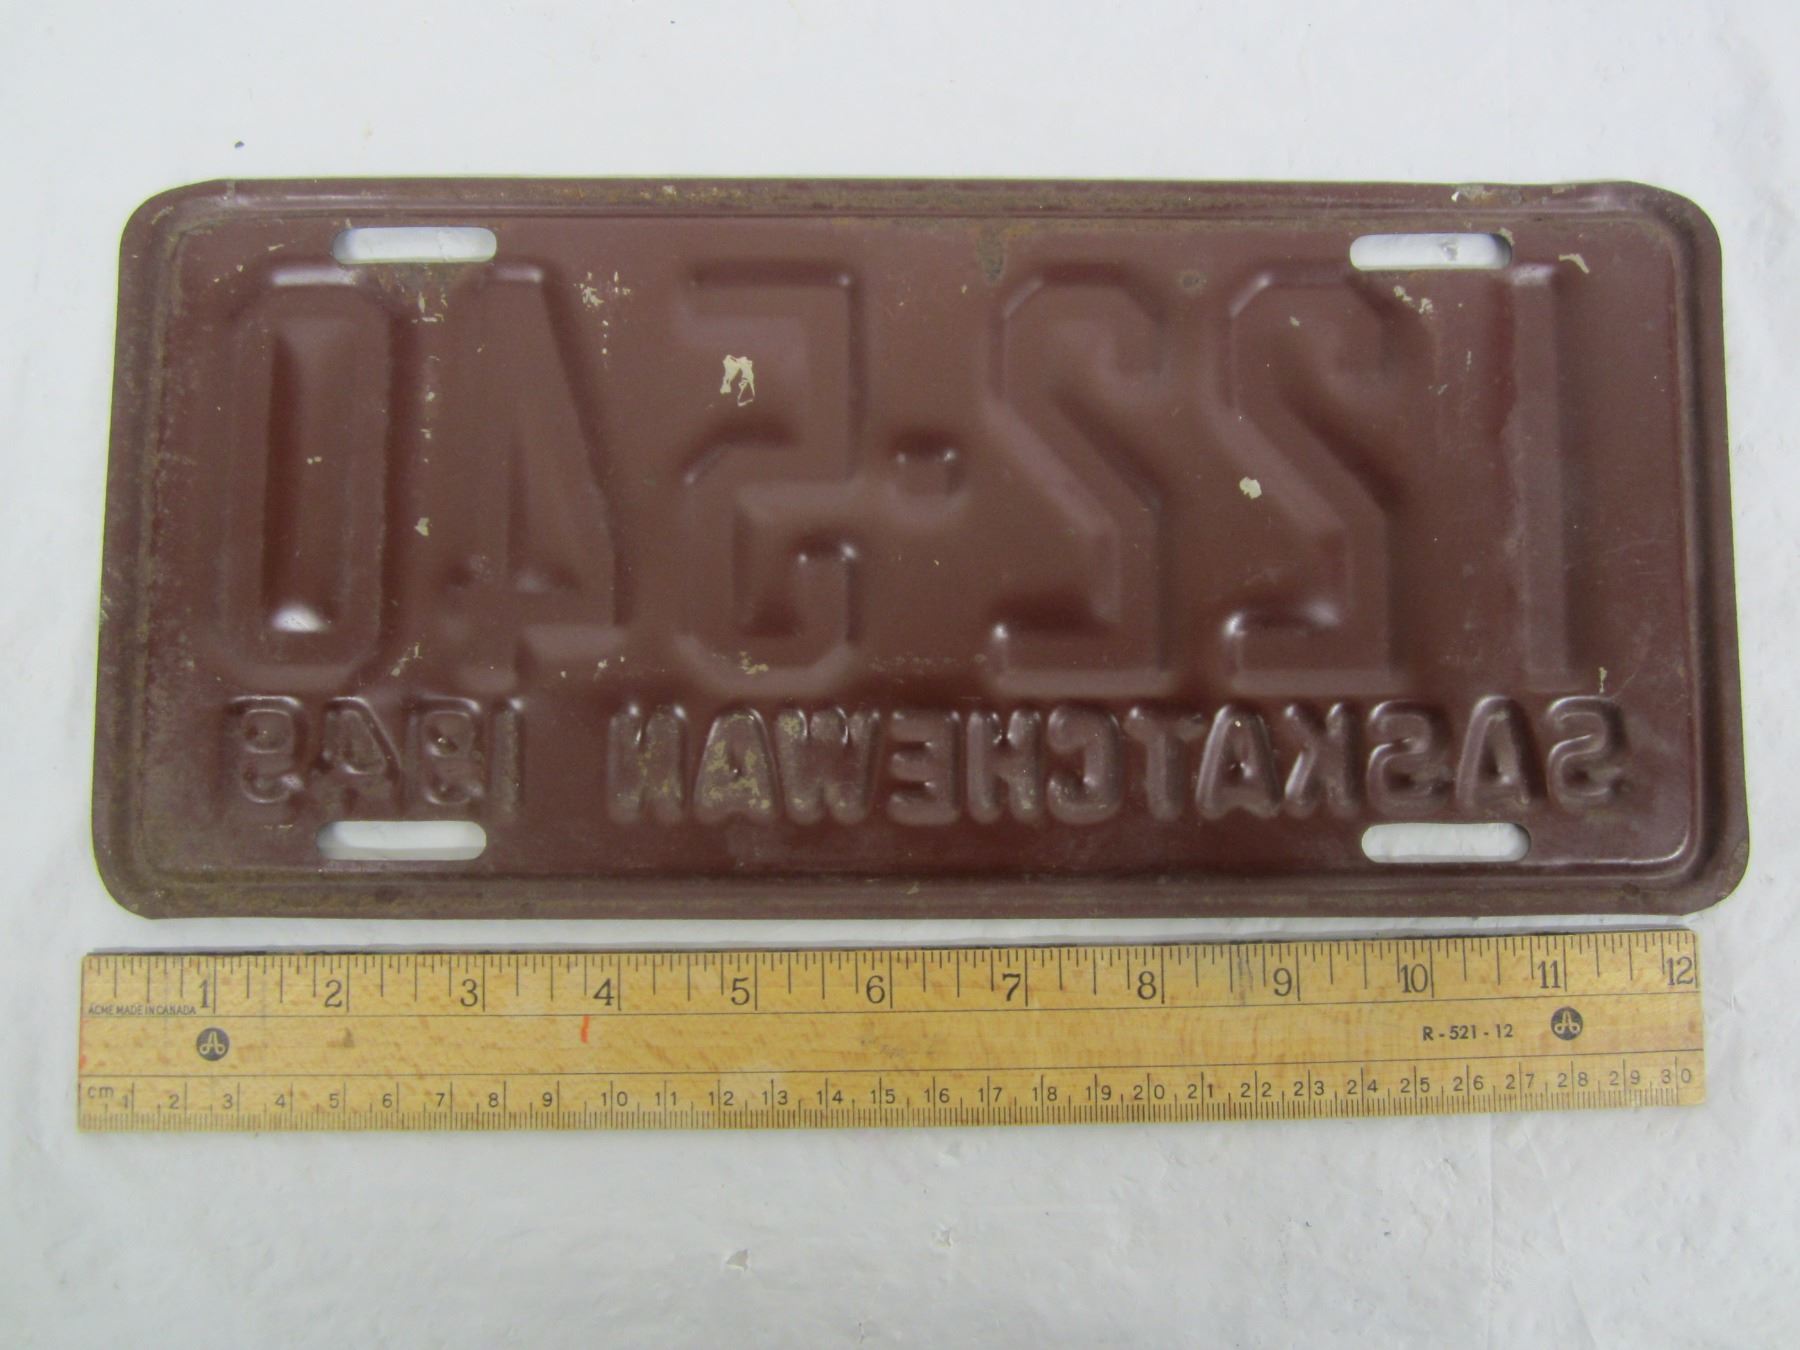 122-540
SASKATCHEWAN 1949
1 2 3 4 5 6 7 8 9 10 11 12
ACME MADE IN CANADA
R-521-12
cm 1 2 3 4 5 6 7 8 9 10 11 12 13 14 15 16 17 18 19 20 21 22 23 24 25 26 27 28 29 30